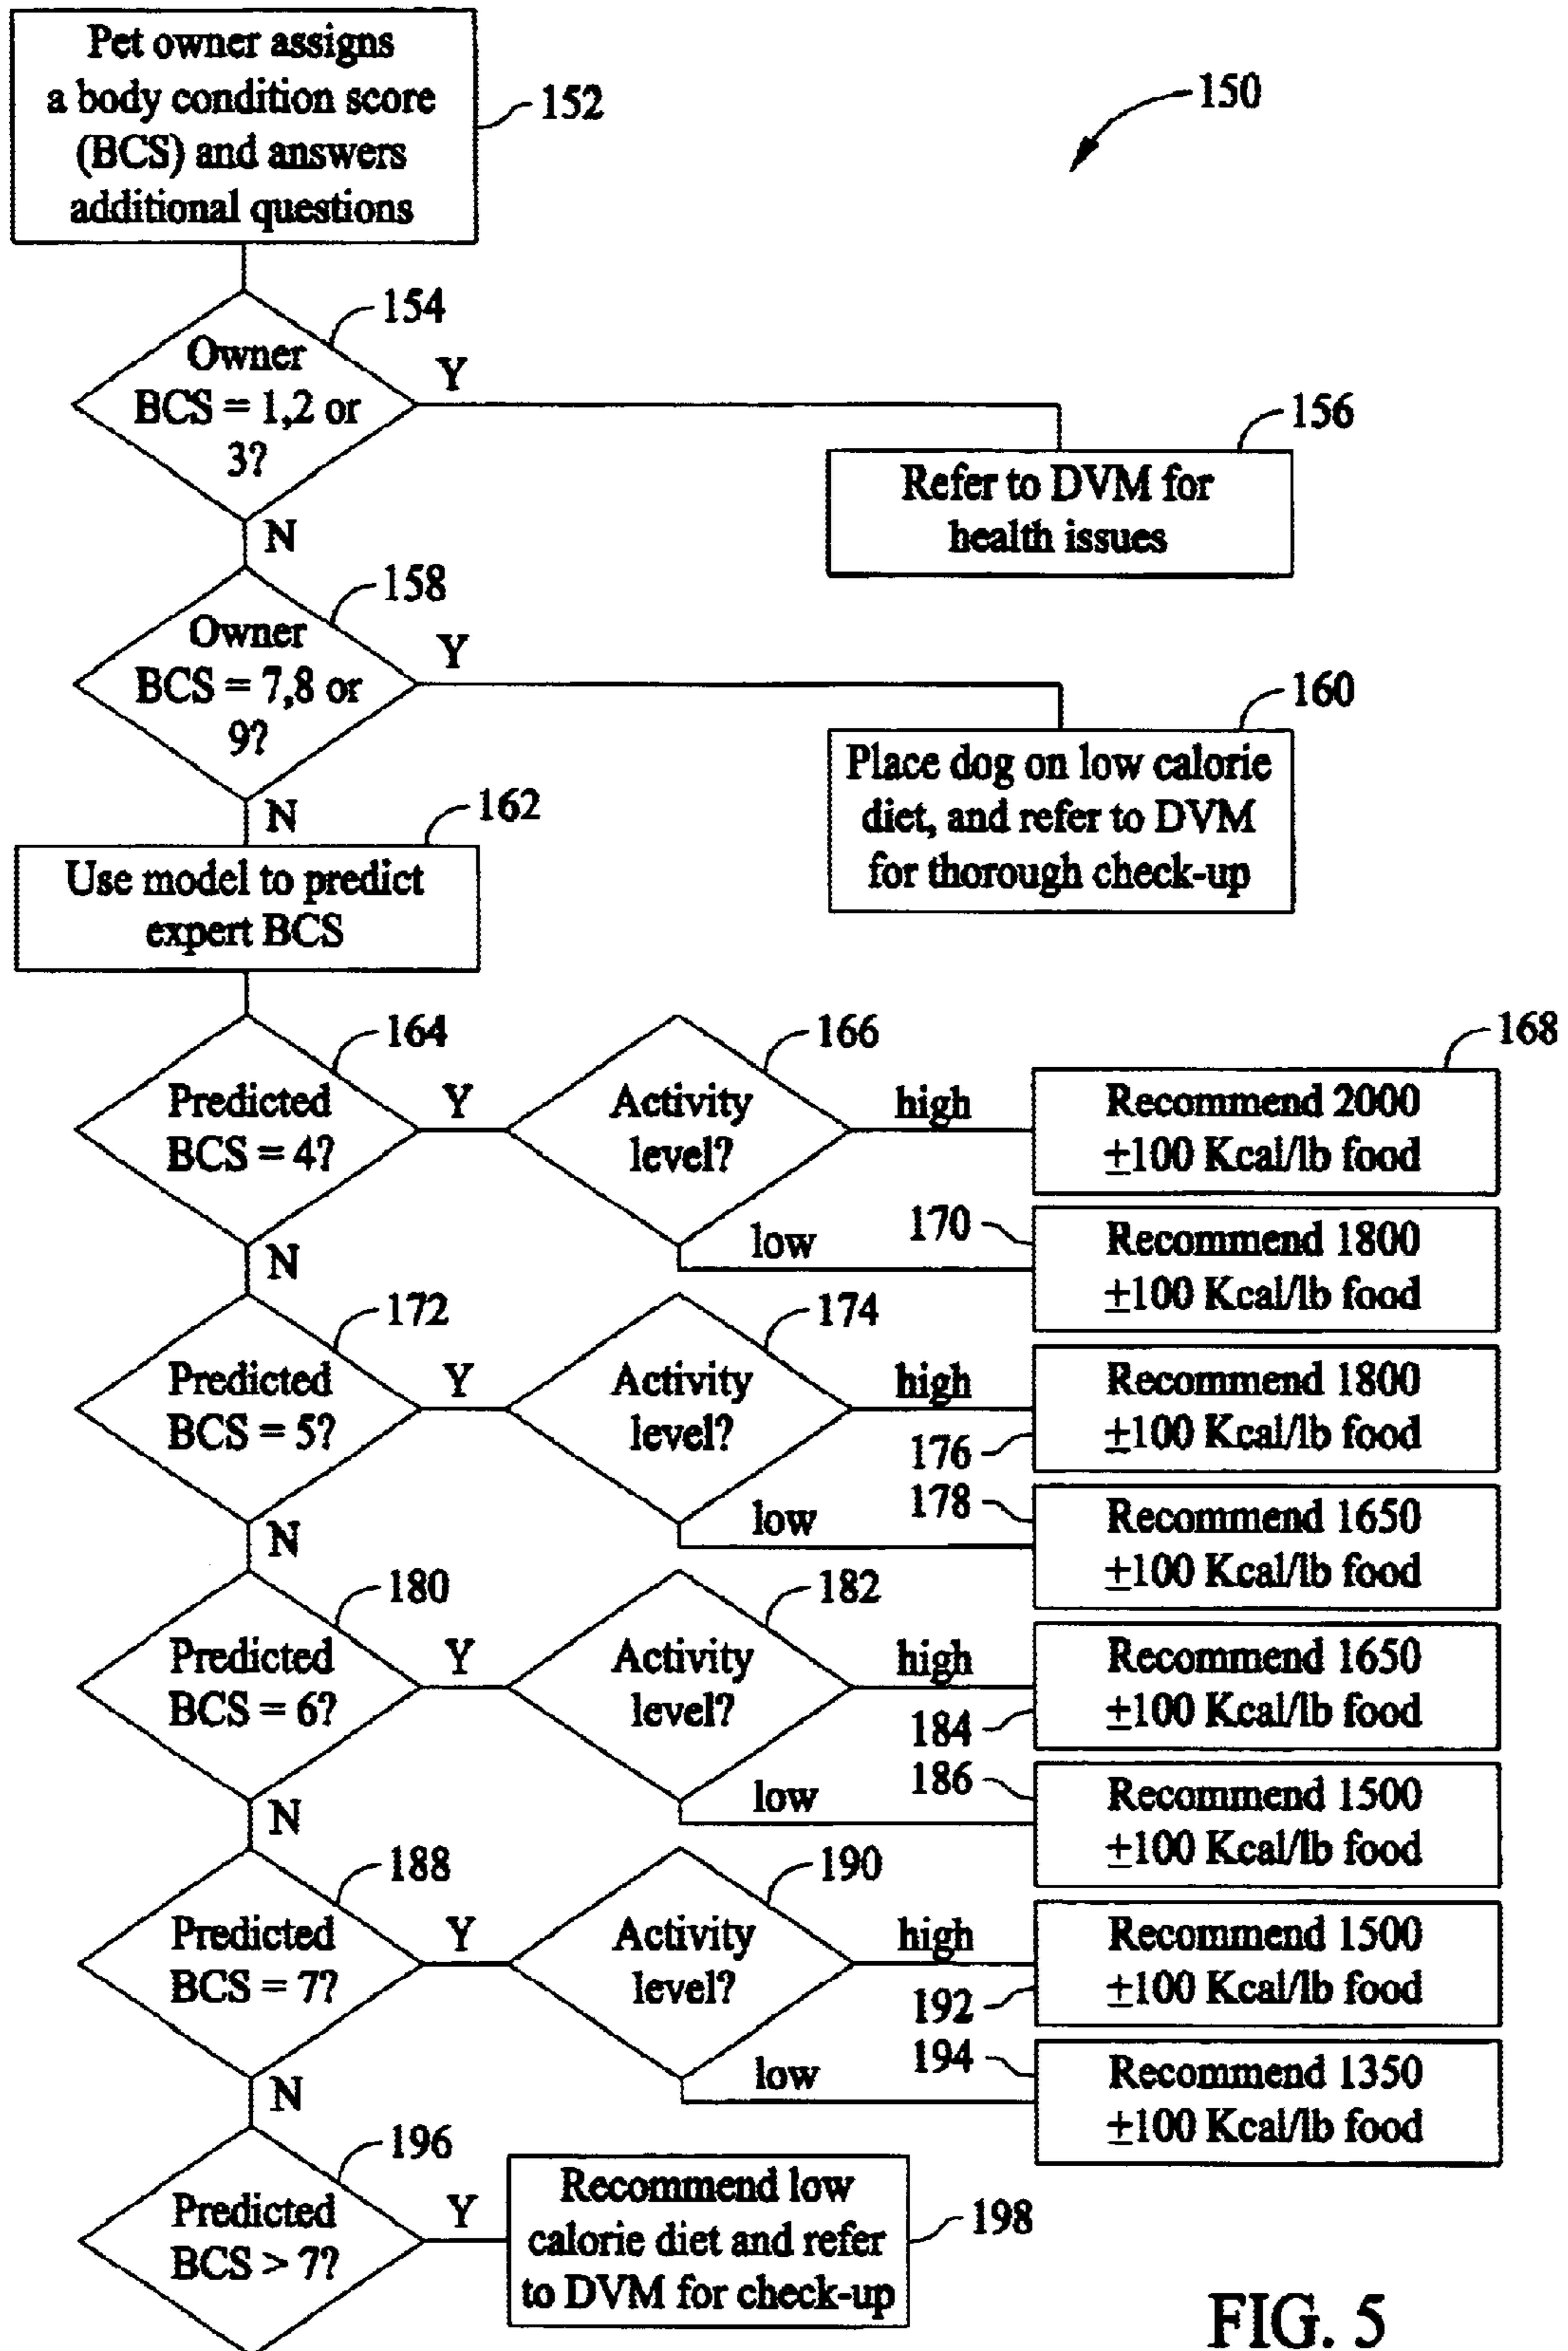 Pet owner assigns
a body condition score
(BCS) and answers
additional questions
152
150
154
Owner
BCS = 1,2 or
3?
Y
N
156
Refer to DVM for
health issues
158
Owner
BCS = 7,8 or
9?
Y
N
160
Place dog on low calorie
diet, and refer to DVM
for thorough check-up
162
Use model to predict
expert BCS
164
Predicted
BCS = 4?
Y
N
166
Activity
level?
high
low
168
Recommend 2000
±100 Kcal/lb food
170
Recommend 1800
±100 Kcal/lb food
172
Predicted
BCS = 5?
Y
N
174
Activity
level?
high
low
176
Recommend 1800
±100 Kcal/lb food
178
Recommend 1650
±100 Kcal/lb food
180
Predicted
BCS = 6?
Y
N
182
Activity
level?
high
low
184
Recommend 1650
±100 Kcal/lb food
186
Recommend 1500
±100 Kcal/lb food
188
Predicted
BCS = 7?
Y
N
190
Activity
level?
high
low
192
Recommend 1500
±100 Kcal/lb food
194
Recommend 1350
±100 Kcal/lb food
196
Predicted
BCS > 7?
Y
Recommend low
calorie diet and refer
to DVM for check-up
198
FIG. 5